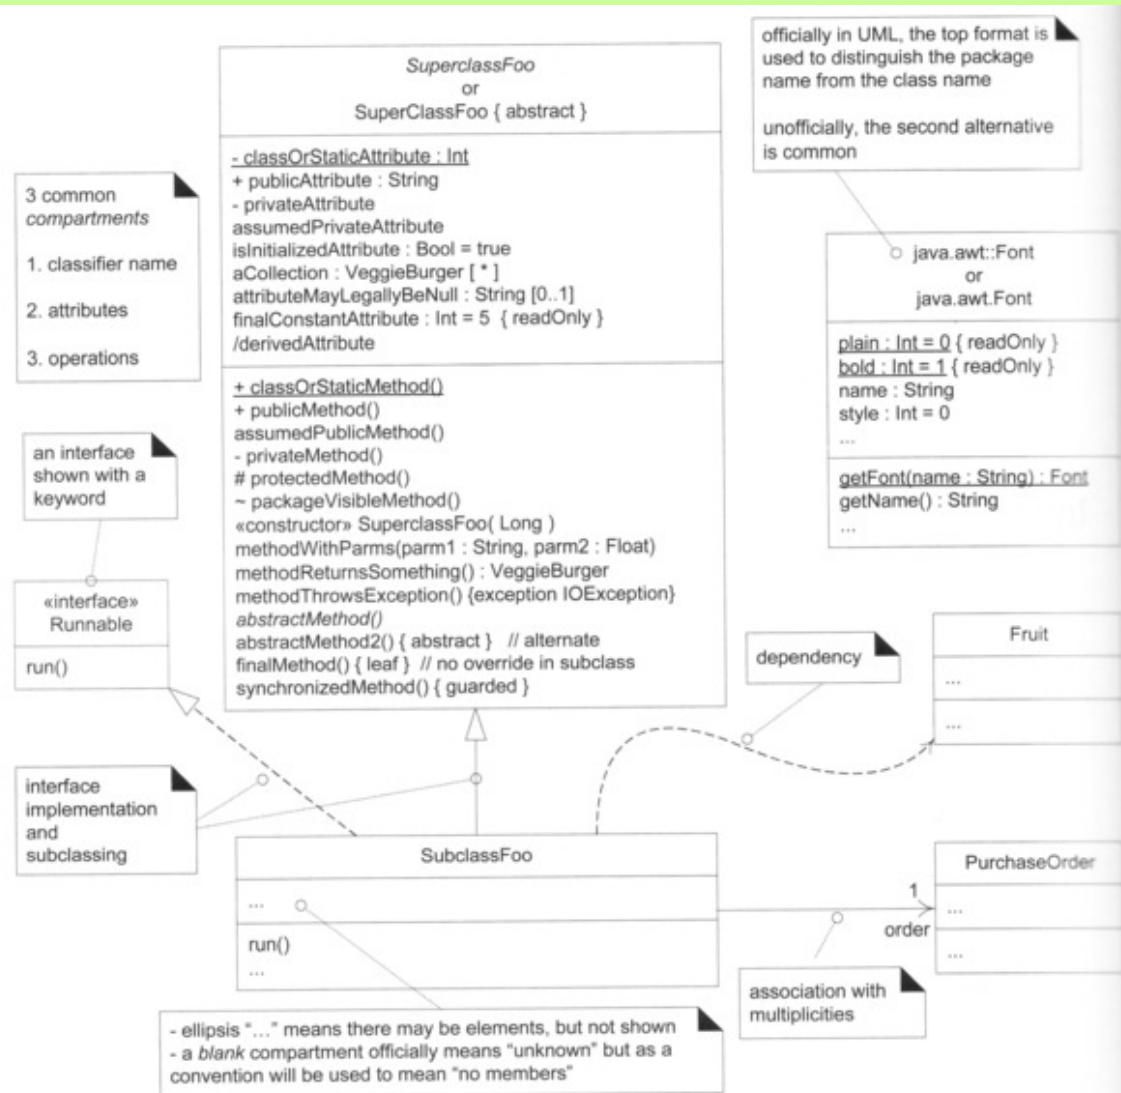 officially in UML, the top format is
used to distinguish the package
name from the class name
unofficially, the second alternative
is common
SuperclassFoo
or
SuperClassFoo { abstract }
- classOrStaticAttribute : Int
+ publicAttribute : String
- privateAttribute
assumedPrivateAttribute
isInitializedAttribute : Bool = true
aCollection : VeggieBurger [ * ]
attributeMayLegallyBeNull : String [0..1]
finalConstantAttribute : Int = 5 { readOnly }
/derivedAttribute
+ classOrStaticMethod()
+ publicMethod()
assumedPublicMethod()
- privateMethod()
# protectedMethod()
~ packageVisibleMethod()
«constructor» SuperclassFoo( Long )
methodWithParms(parm1 : String, parm2 : Float)
methodReturnsSomething() : VeggieBurger
methodThrowsException() {exception IOException}
abstractMethod()
abstractMethod2() { abstract } // alternate
finalMethod() { leaf } // no override in subclass
synchronizedMethod() { guarded }
3 common
compartments
1. classifier name
2. attributes
3. operations
java.awt::Font
or
java.awt.Font
plain : Int = 0 { readOnly }
bold : Int = 1 { readOnly }
name : String
style : Int = 0
...
getFont(name : String) : Font
getName() : String
...
an interface
shown with a
keyword
«interface»
Runnable
run()
dependency
Fruit
...
...
interface
implementation
and
subclassing
SubclassFoo
...
run()
...
1
order
PurchaseOrder
...
...
association with
multiplicities
- ellipsis “...” means there may be elements, but not shown
- a blank compartment officially means “unknown” but as a
convention will be used to mean “no members”